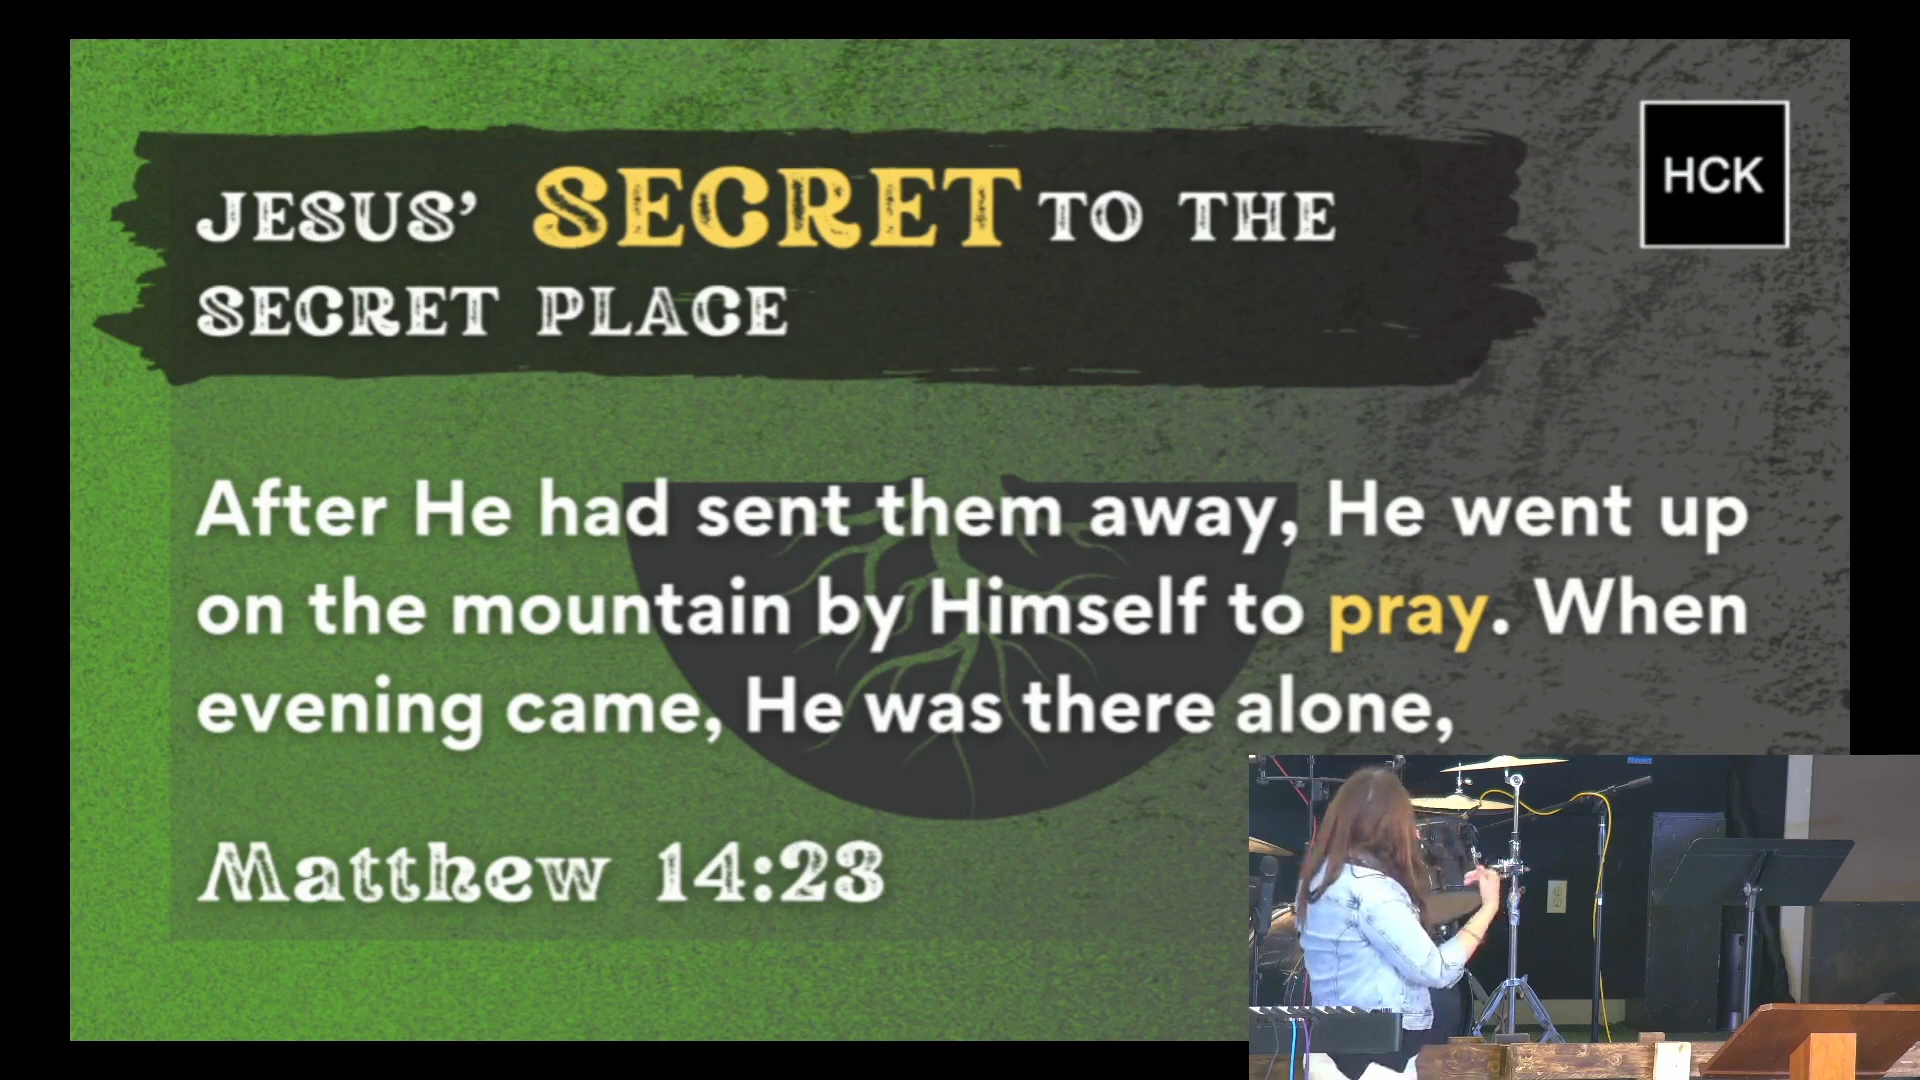 JESUS' SECRET TO THE
SECRET PLACE
HCK
After He had sent them away, He went up
on the mountain by Himself to pray. When
evening came, He was there alone,
Matthew 14:23